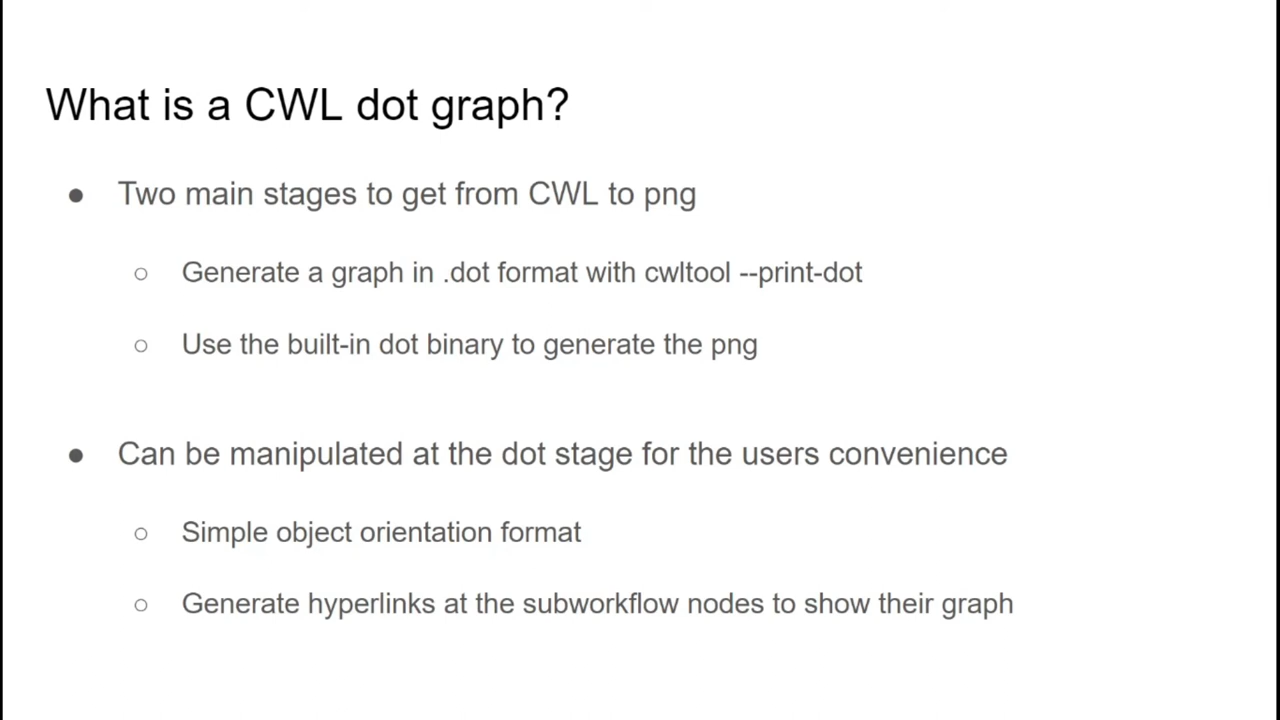 What is a CWL dot graph?
● Two main stages to get from CWL to png
○ Generate a graph in .dot format with cwltool --print-dot
○ Use the built-in dot binary to generate the png
● Can be manipulated at the dot stage for the users convenience
○ Simple object orientation format
○ Generate hyperlinks at the subworkflow nodes to show their graph